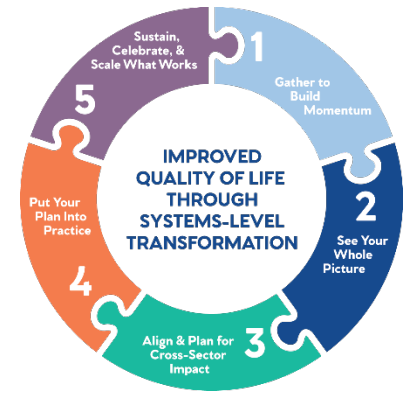 IMPROVED
QUALITY OF LIFE
THROUGH
SYSTEMS-LEVEL
TRANSFORMATION
1
Gather to
Build
Momentum
2
See Your
Whole
Picture
3
Align & Plan for
Cross-Sector
Impact
4
Put Your
Plan Into
Practice
5
Sustain,
Celebrate, &
Scale What Works